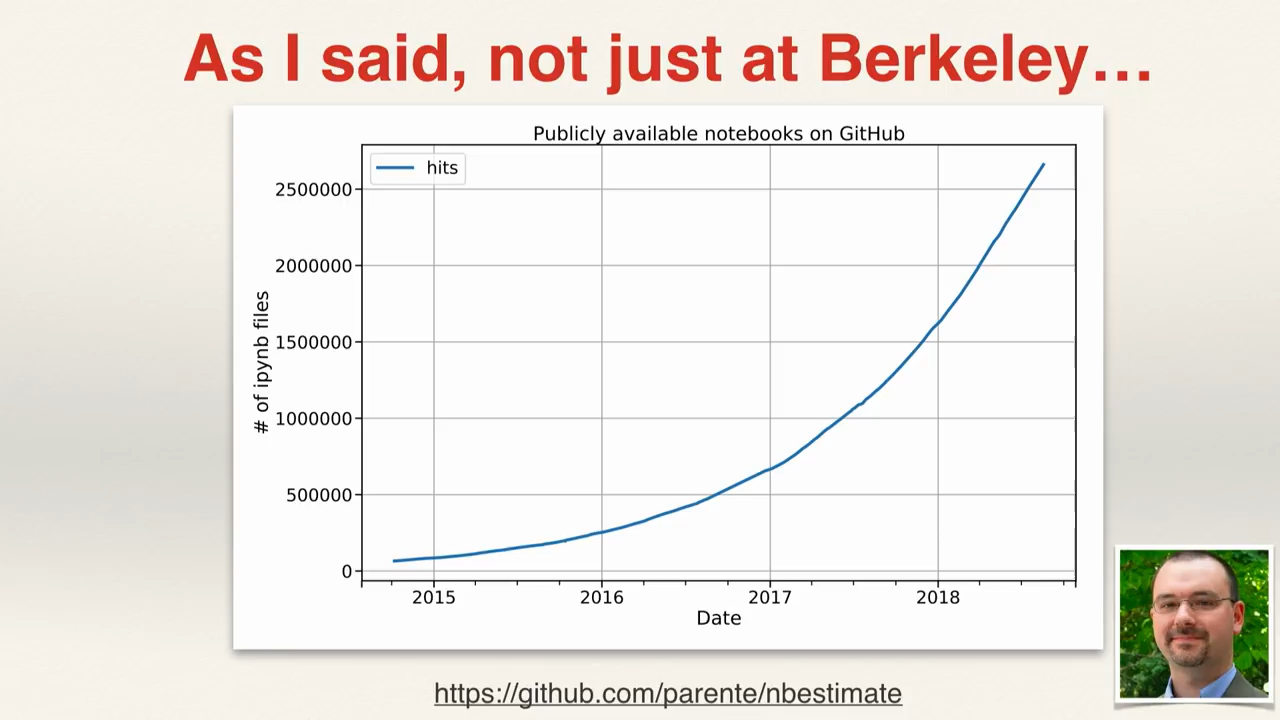 As I said, not just at Berkeley…
Publicly available notebooks on GitHub
hits
2500000
2000000
1500000
1000000
500000
0
# of ipynb files
2015 2016 2017 2018
Date
https://github.com/parente/nbestimate